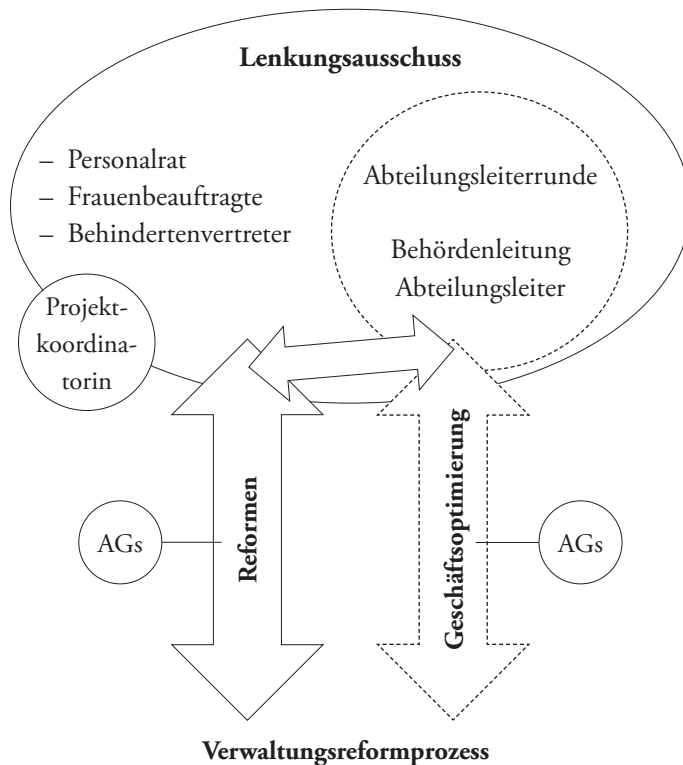 Lenkungsausschuss
– Personalrat
– Frauenbeauftragte
– Behindertenvertreter
Abteilungsleiterrunde
Behördenleitung
Abteilungsleiter
Projekt-
koordina-
torin
Reformen
Geschäftsoptimierung
AGs
AGs
Verwaltungsreformprozess